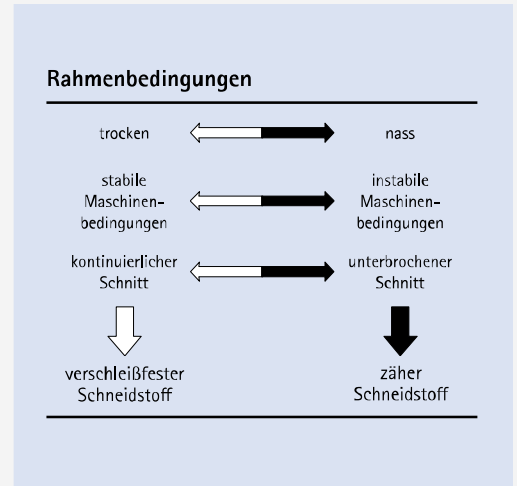 Rahmenbedingungen
trocken
nass
stabile
Maschinen-
bedingungen
instabile
Maschinen-
bedingungen
kontinuierlicher
Schnitt
unterbrochener
Schnitt
verschleißfester
Schneidstoff
zäher
Schneidstoff